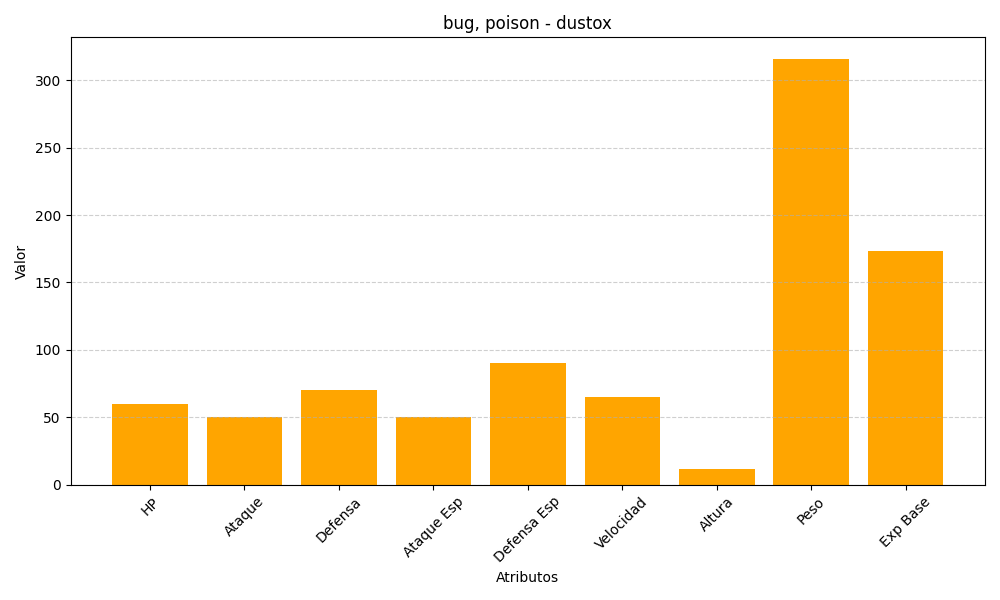 bug, poison - dustox
Valor
300
250
200
150
100
50
0
HP
Ataque
Defensa
Ataque Esp
Defensa Esp
Velocidad
Altura
Peso
Exp Base
Atributos